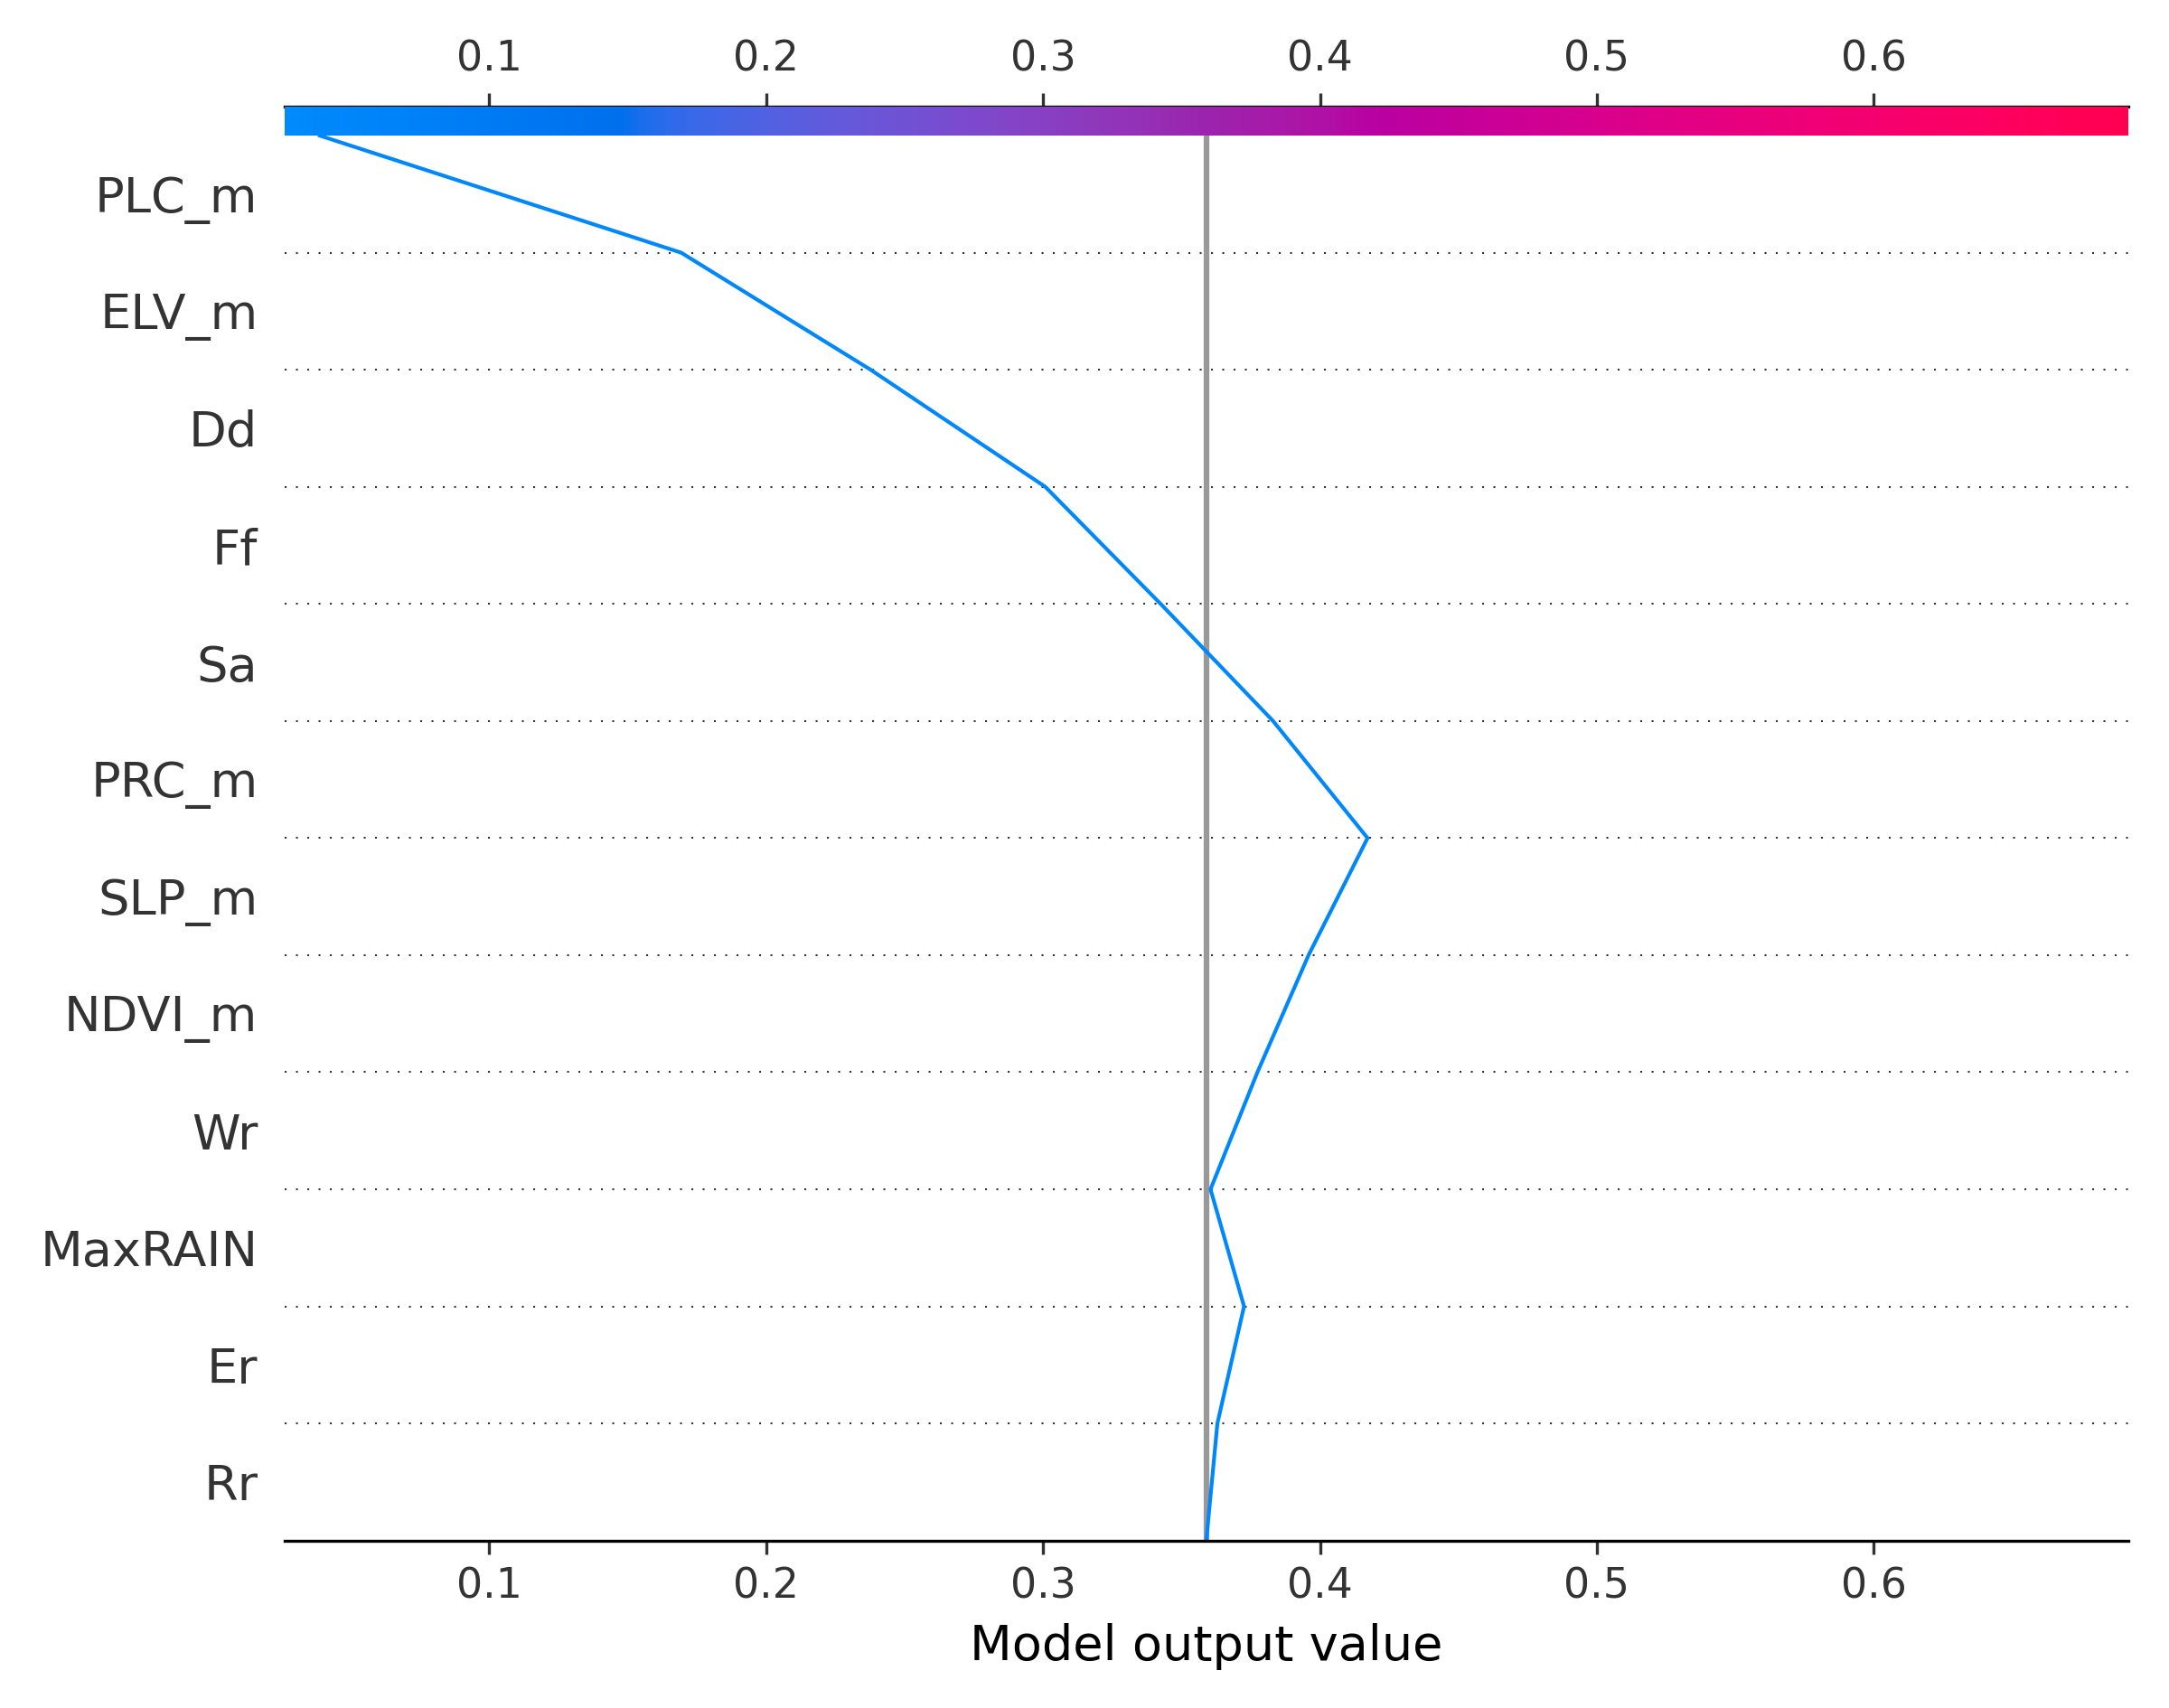 0.1 0.2 0.3 0.4 0.5 0.6
PLC_m
ELV_m
Dd
Ff
Sa
PRC_m
SLP_m
NDVI_m
Wr
MaxRAIN
Er
Rr
0.1 0.2 0.3 0.4 0.5 0.6
Model output value